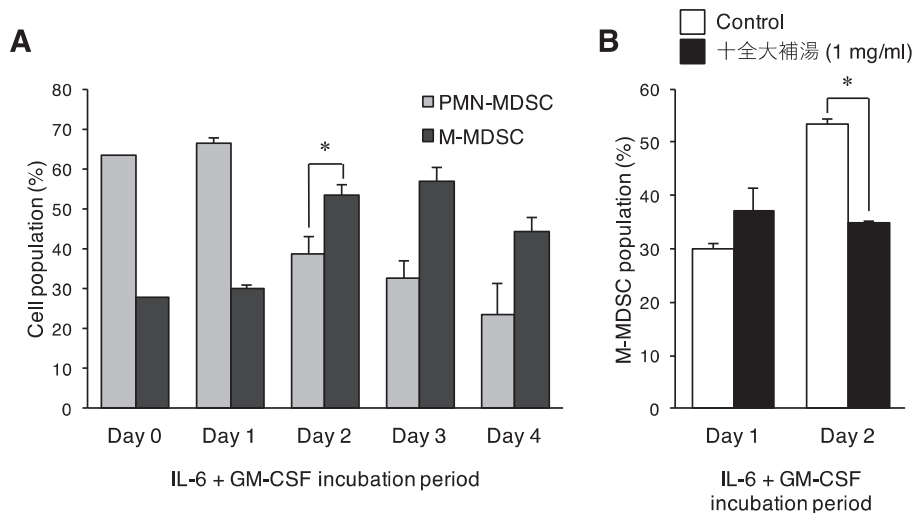 A
80
70
60
50
40
30
20
10
0
Cell population (%)
PMN-MDSC
M-MDSC
*
Day 0 Day 1 Day 2 Day 3 Day 4
IL-6 + GM-CSF incubation period
B
Control
十全大補湯 (1 mg/ml)
60
50
40
30
20
10
0
M-MDSC population (%)
*
Day 1 Day 2
IL-6 + GM-CSF
incubation period